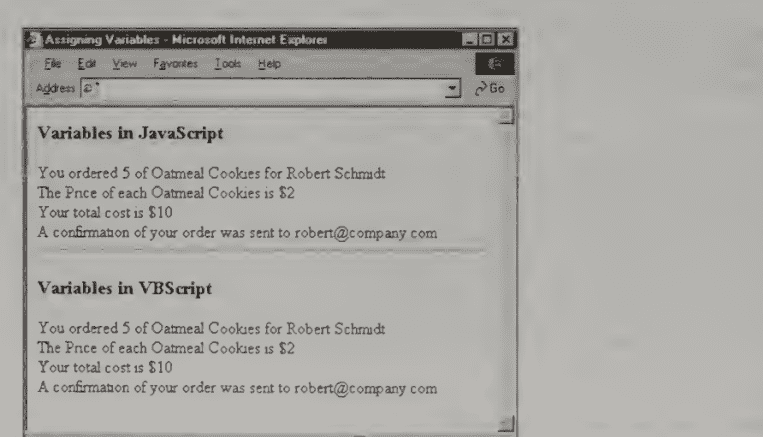 Assigning Variables - Microsoft Internet Explorer
File Edit View Favorites Tools Help
Address Go
Variables in JavaScript
You ordered 5 of Oatmeal Cookies for Robert Schmidt
The Price of each Oatmeal Cookies is $2
Your total cost is $10
A confirmation of your order was sent to robert@company com
Variables in VBScript
You ordered 5 of Oatmeal Cookies for Robert Schmidt
The Price of each Oatmeal Cookies is $2
Your total cost is $10
A confirmation of your order was sent to robert@company com